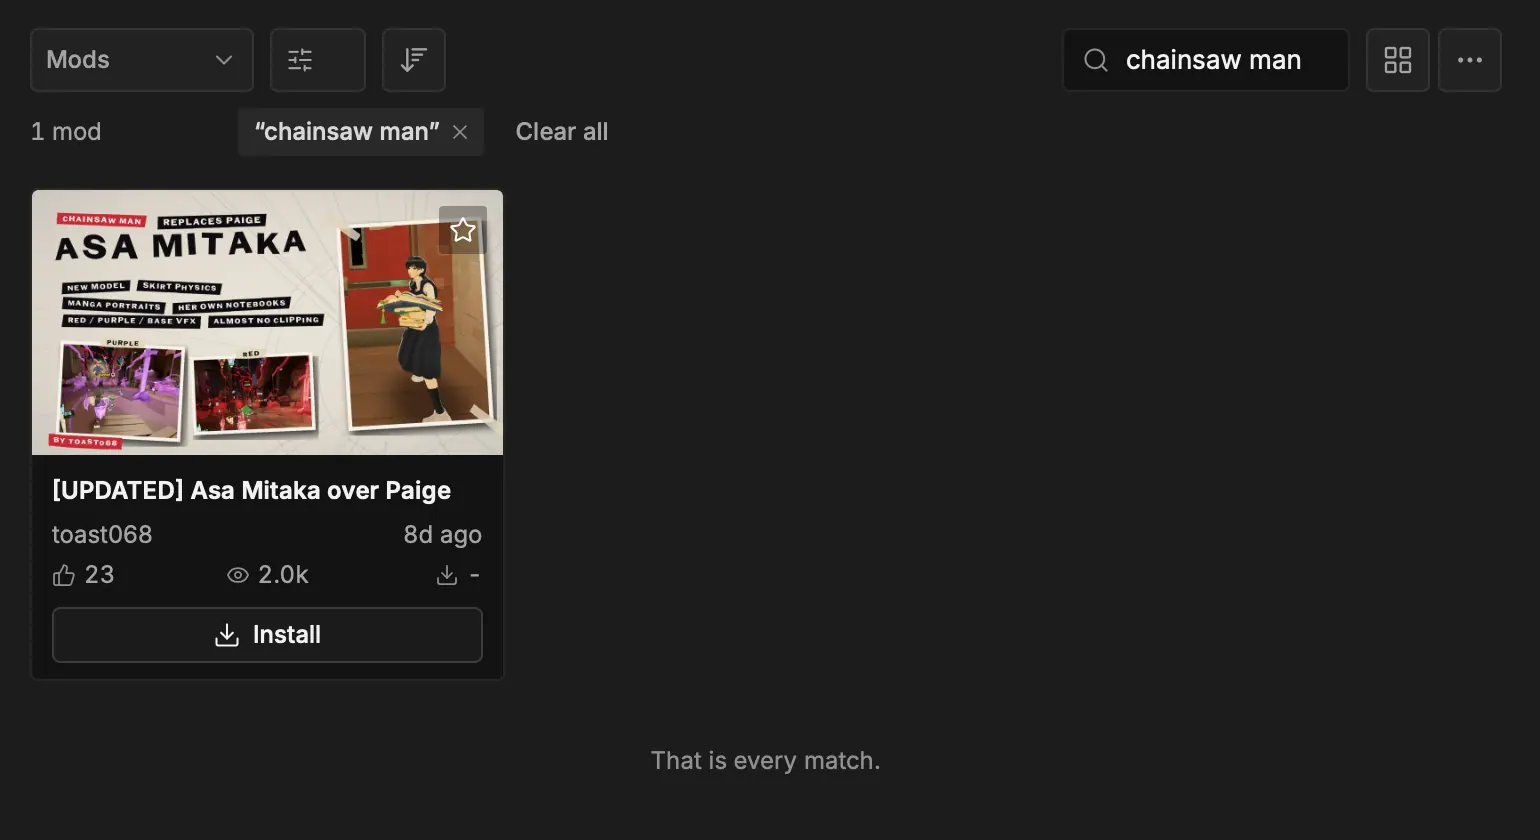 Mods
chainsaw man
1 mod
“chainsaw man”
Clear all
CHAINSAW MAN
REPLACES PAIGE
ASA MITAKA
NEW MODEL
SKIRT PHYSICS
MANGA PORTRAITS
HER OWN NOTEBOOKS
RED / PURPLE / BASE VFX
ALMOST NO CLIPPING
PURPLE
RED
BY TOAST068
[UPDATED] Asa Mitaka over Paige
toast068
8d ago
23
2.0k
-
Install
That is every match.